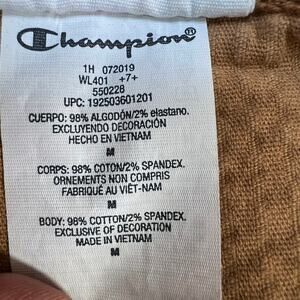 Champion®
1H 072019
WL401 +7+
550228
UPC: 192503601201
CUERPO: 98% ALGODÓN/2% elastano.
EXCLUYENDO DECORACIÓN
HECHO EN VIETNAM
M
CORPS: 98% COTON/2% SPANDEX.
ORNEMENTS NON COMPRIS
FABRIQUÉ AU VIÊT-NAM
M
BODY: 98% COTTON/2% SPANDEX.
EXCLUSIVE OF DECORATION
MADE IN VIETNAM
M